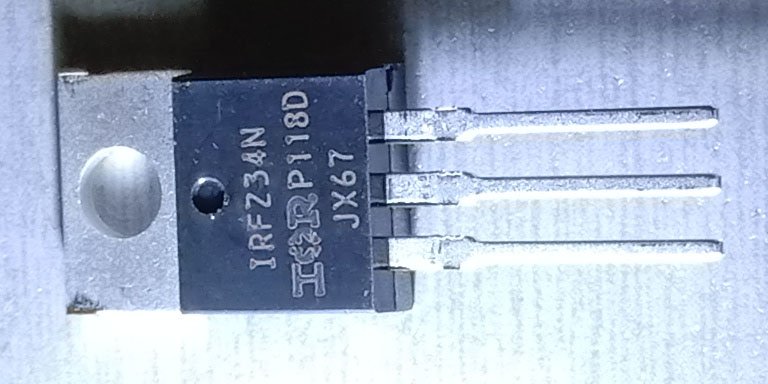 IRFZ34N
IOR P118D
JX67